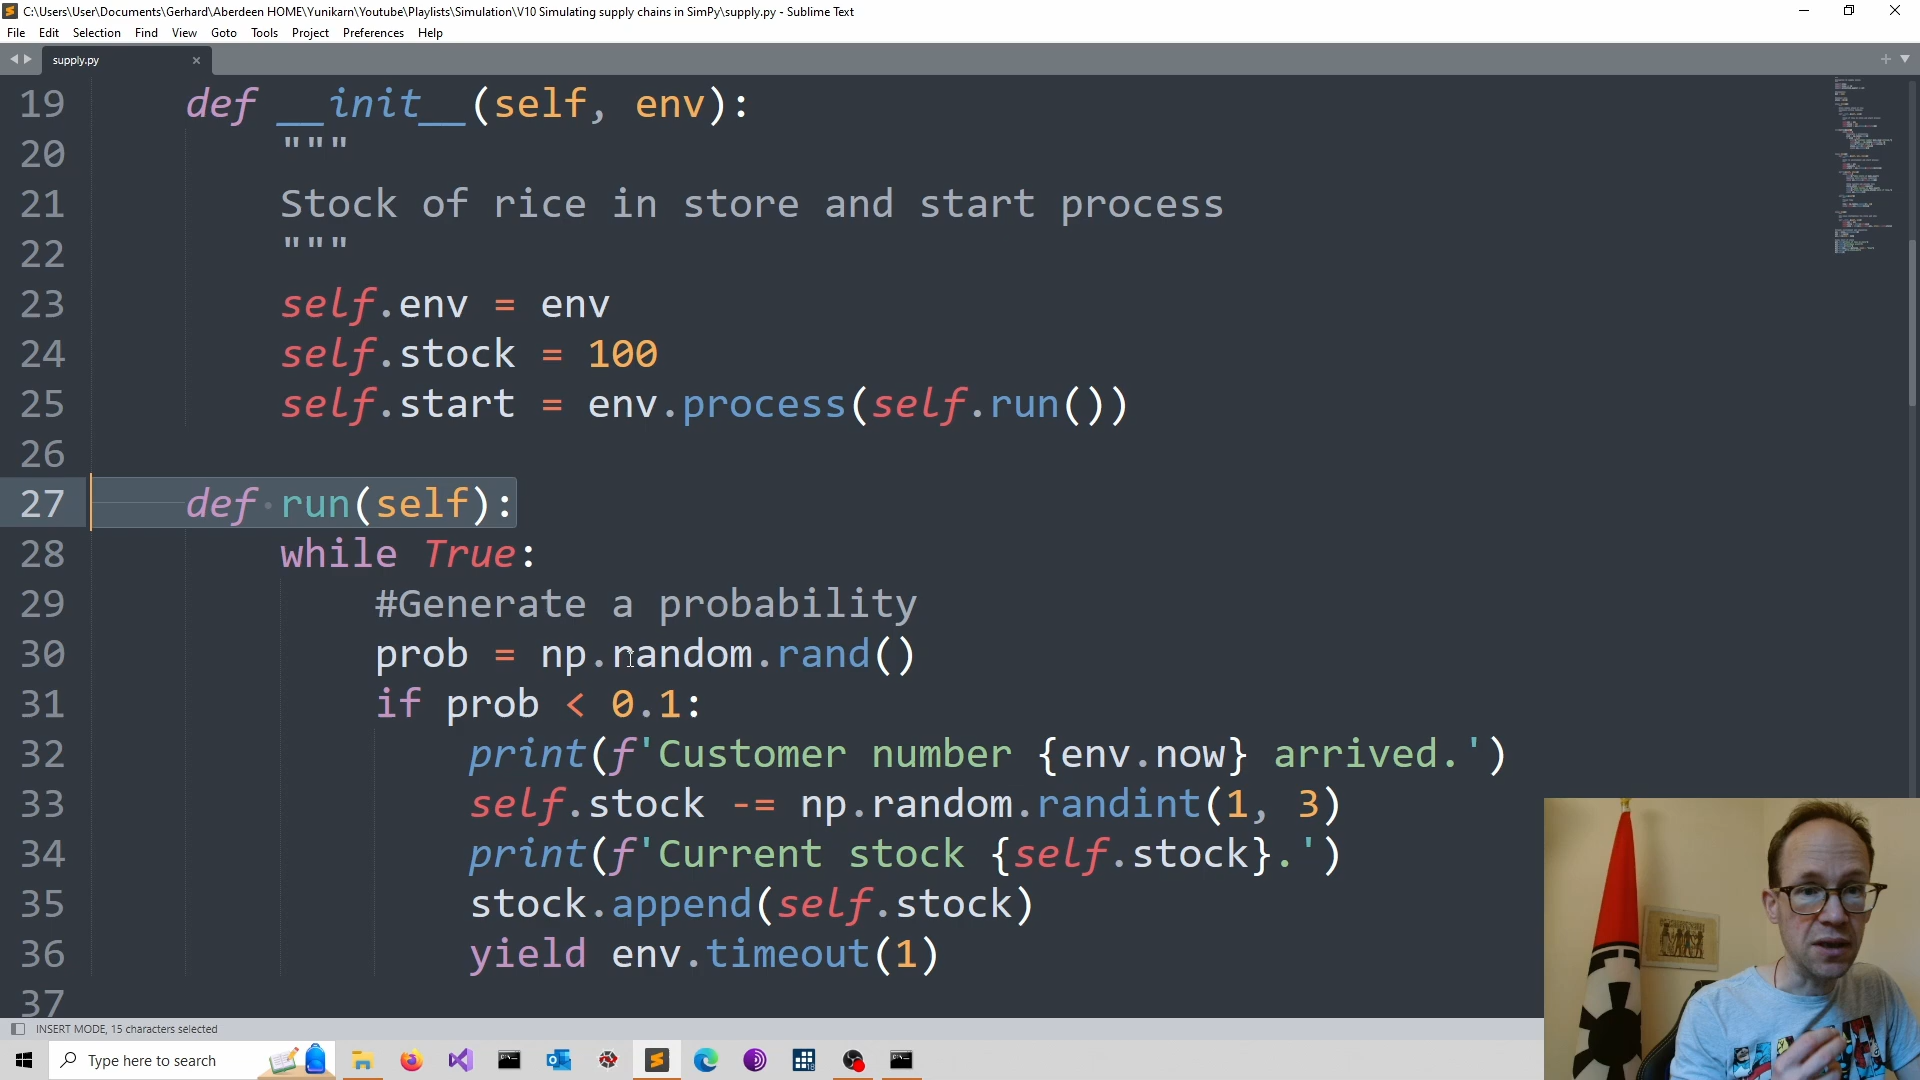 C:\Users\User\Documents\Gerhard\Aberdeen HOME\Yunikarn\Youtube\Playlists\Simulation\V10 Simulating supply chains in SimPy\supply.py - Sublime Text
File Edit Selection Find View Goto Tools Project Preferences Help
supply.py
19 def __init__(self, env):
20 """
21 Stock of rice in store and start process
22 """
23 self.env = env
24 self.stock = 100
25 self.start = env.process(self.run())
26
27 def run(self):
28 while True:
29 #Generate a probability
30 prob = np.random.rand()
31 if prob < 0.1:
32 print(f'Customer number {env.now} arrived.')
33 self.stock -= np.random.randint(1, 3)
34 print(f'Current stock {self.stock}.')
35 stock.append(self.stock)
36 yield env.timeout(1)
37
INSERT MODE, 15 characters selected
Type here to search